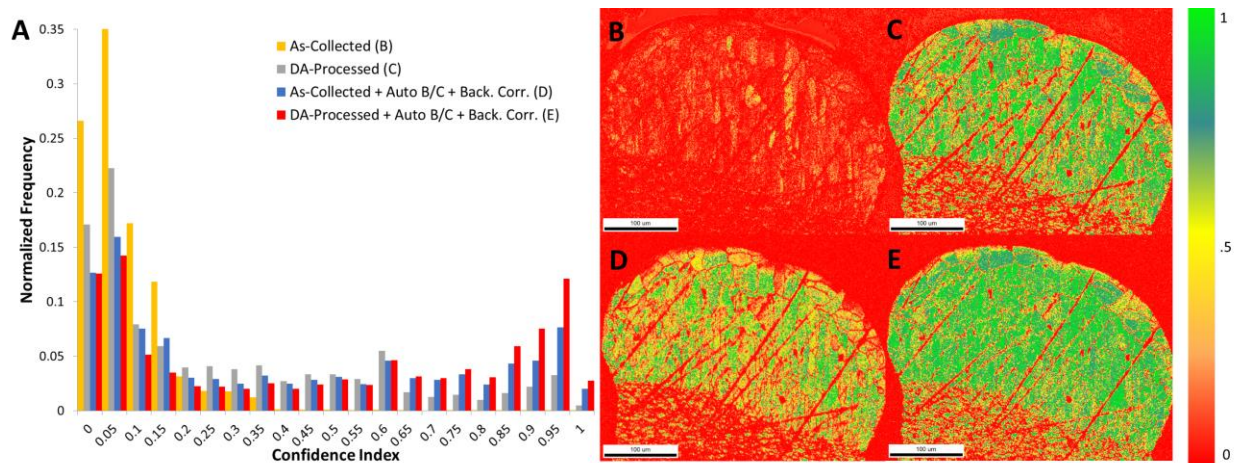 A
0.35
0.3
0.25
0.2
0.15
0.1
0.05
0
Normalized Frequency
As-Collected (B)
DA-Processed (C)
As-Collected + Auto B/C + Back. Corr. (D)
DA-Processed + Auto B/C + Back. Corr. (E)
0 0.05 0.1 0.15 0.2 0.25 0.3 0.35 0.4 0.45 0.5 0.55 0.6 0.65 0.7 0.75 0.8 0.85 0.9 0.95 1
Confidence Index
B
100 um
C
100 um
D
100 um
E
100 um
1
.5
0